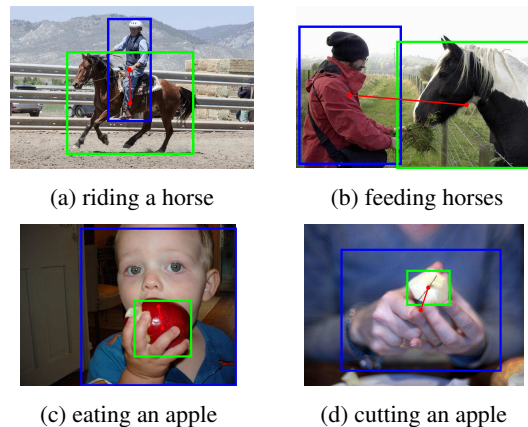 (a) riding a horse
(b) feeding horses
(c) eating an apple
(d) cutting an apple